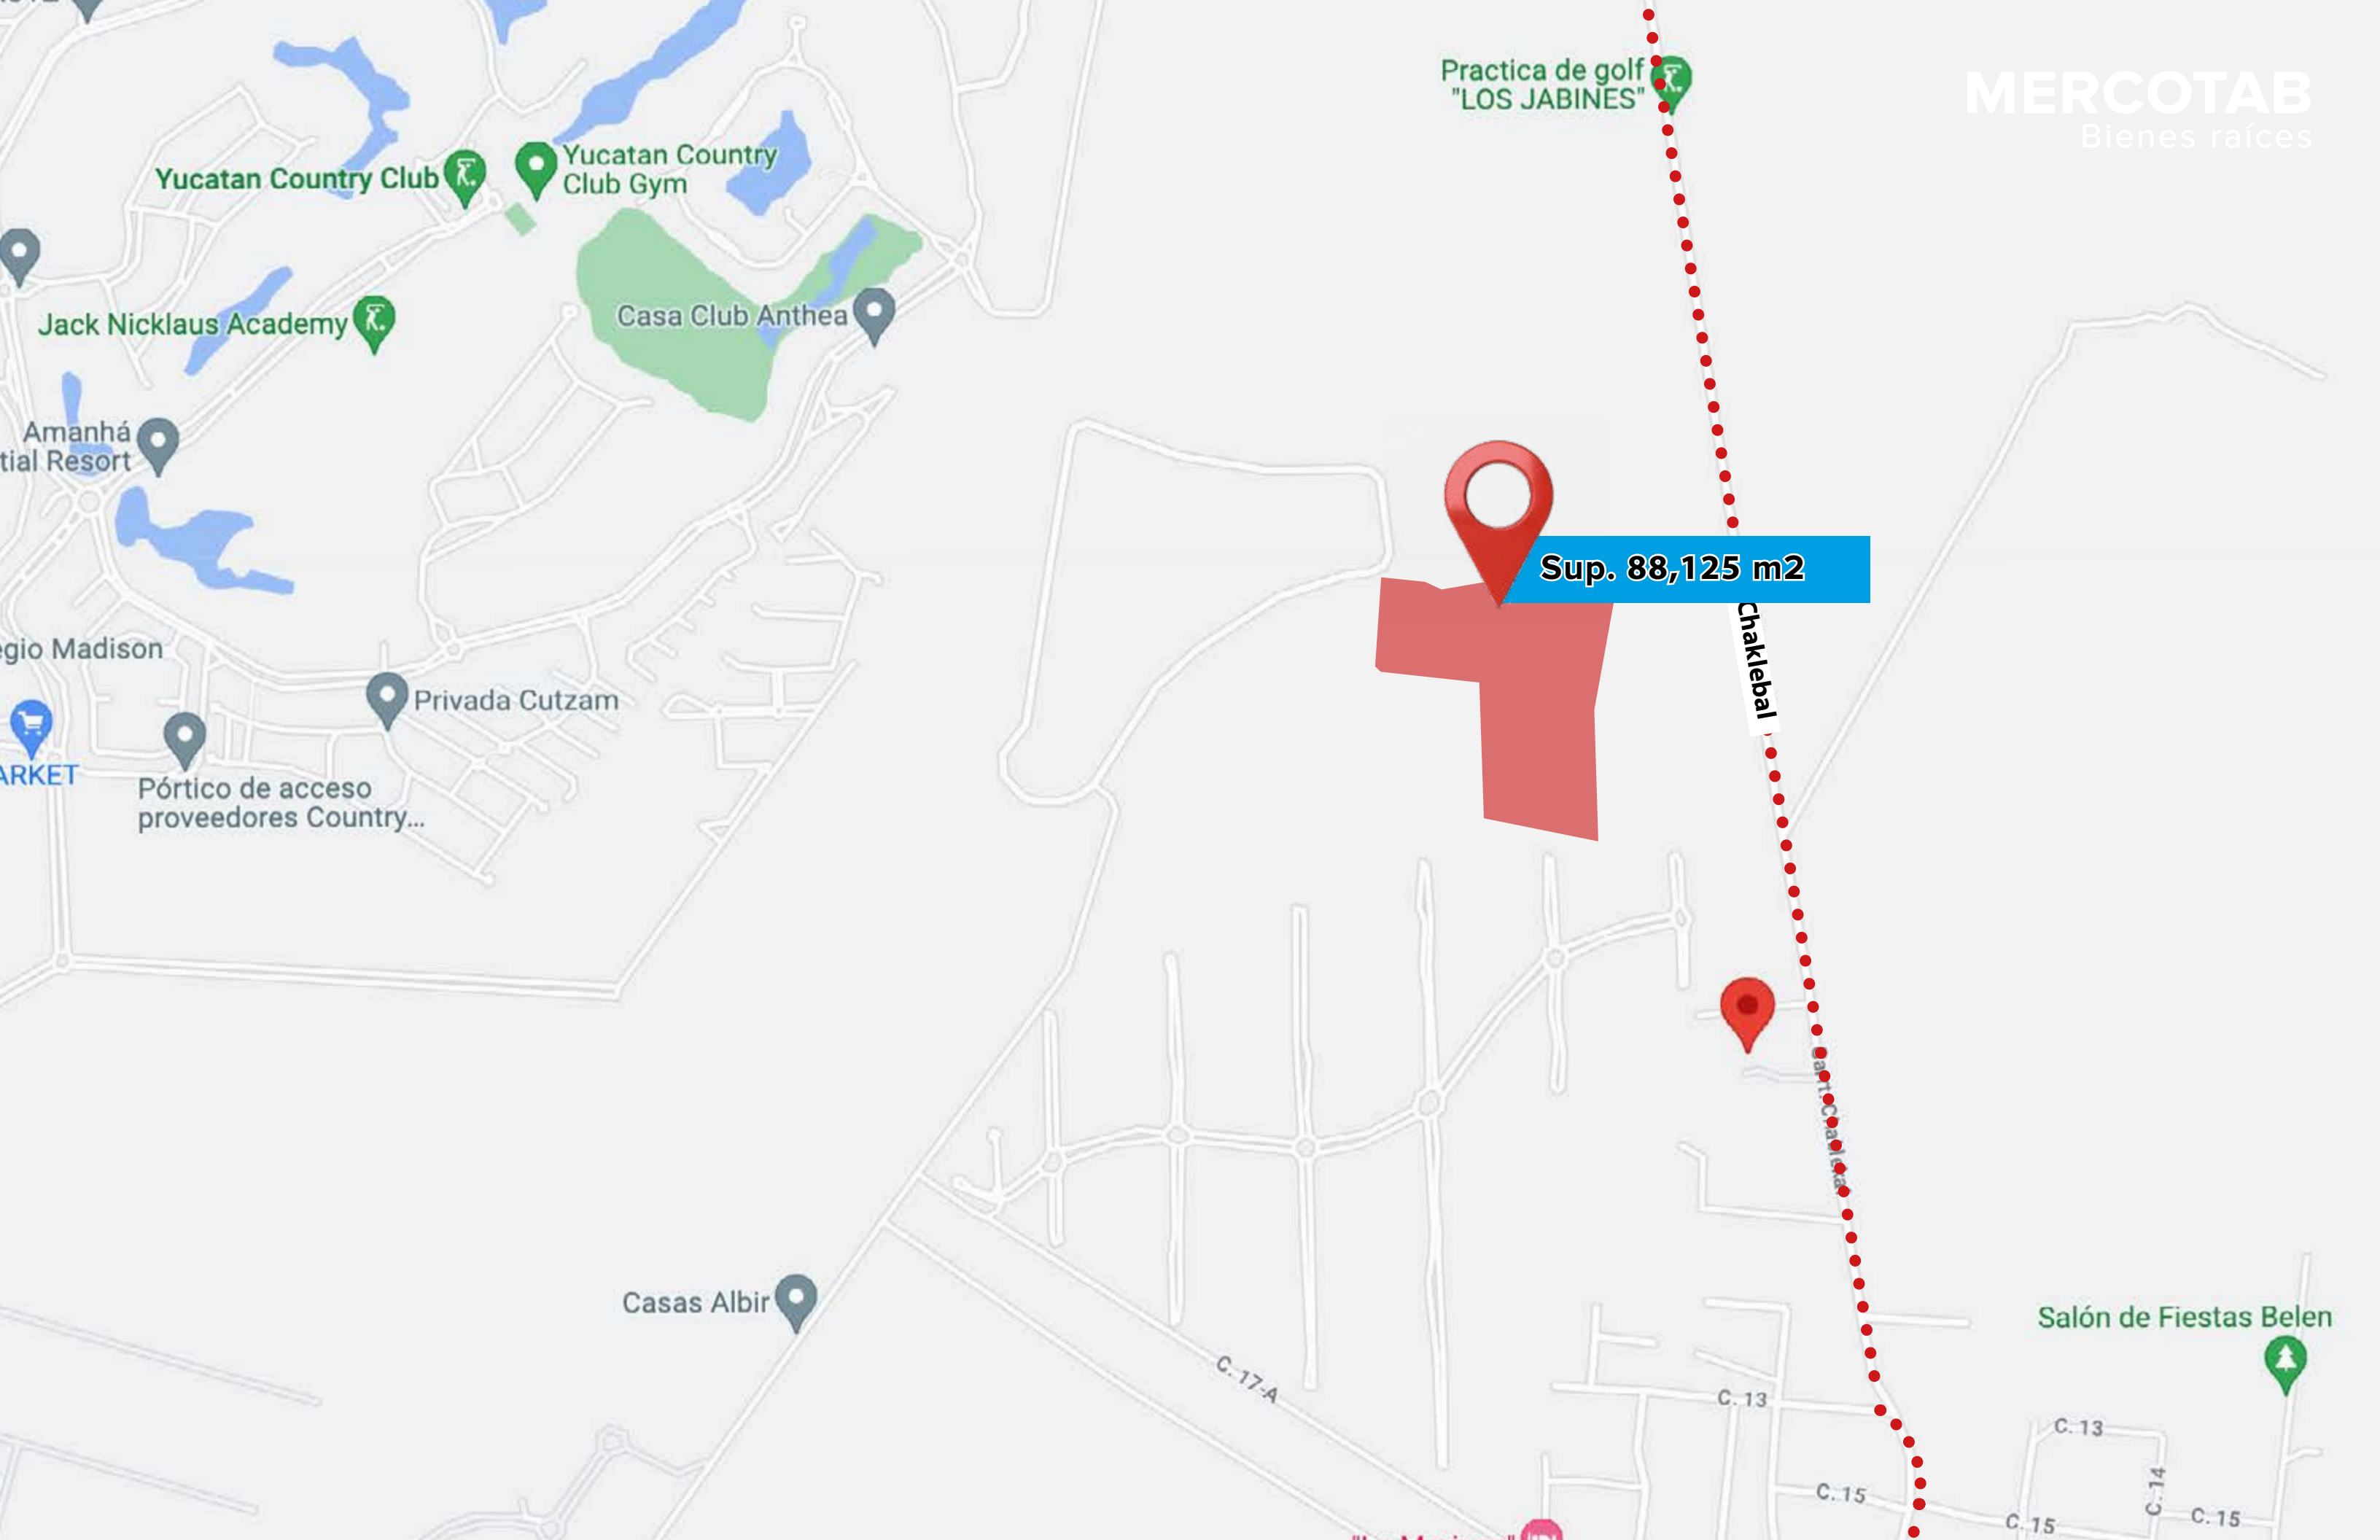 Practica de golf
"LOS JABINES"
MERCOTAB
Bienes raíces
Yucatan Country Club
Yucatan Country
Club Gym
Jack Nicklaus Academy
Casa Club Anthea
Amanhá
tial Resort
Sup. 88,125 m2
Chaklebal
egio Madison
Privada Cutzam
ARKET
Pórtico de acceso
proveedores Country...
Casas Albir
Salón de Fiestas Belen
C. 17-A
C. 13
C. 13
C. 14
C. 15
C. 15
C. 15